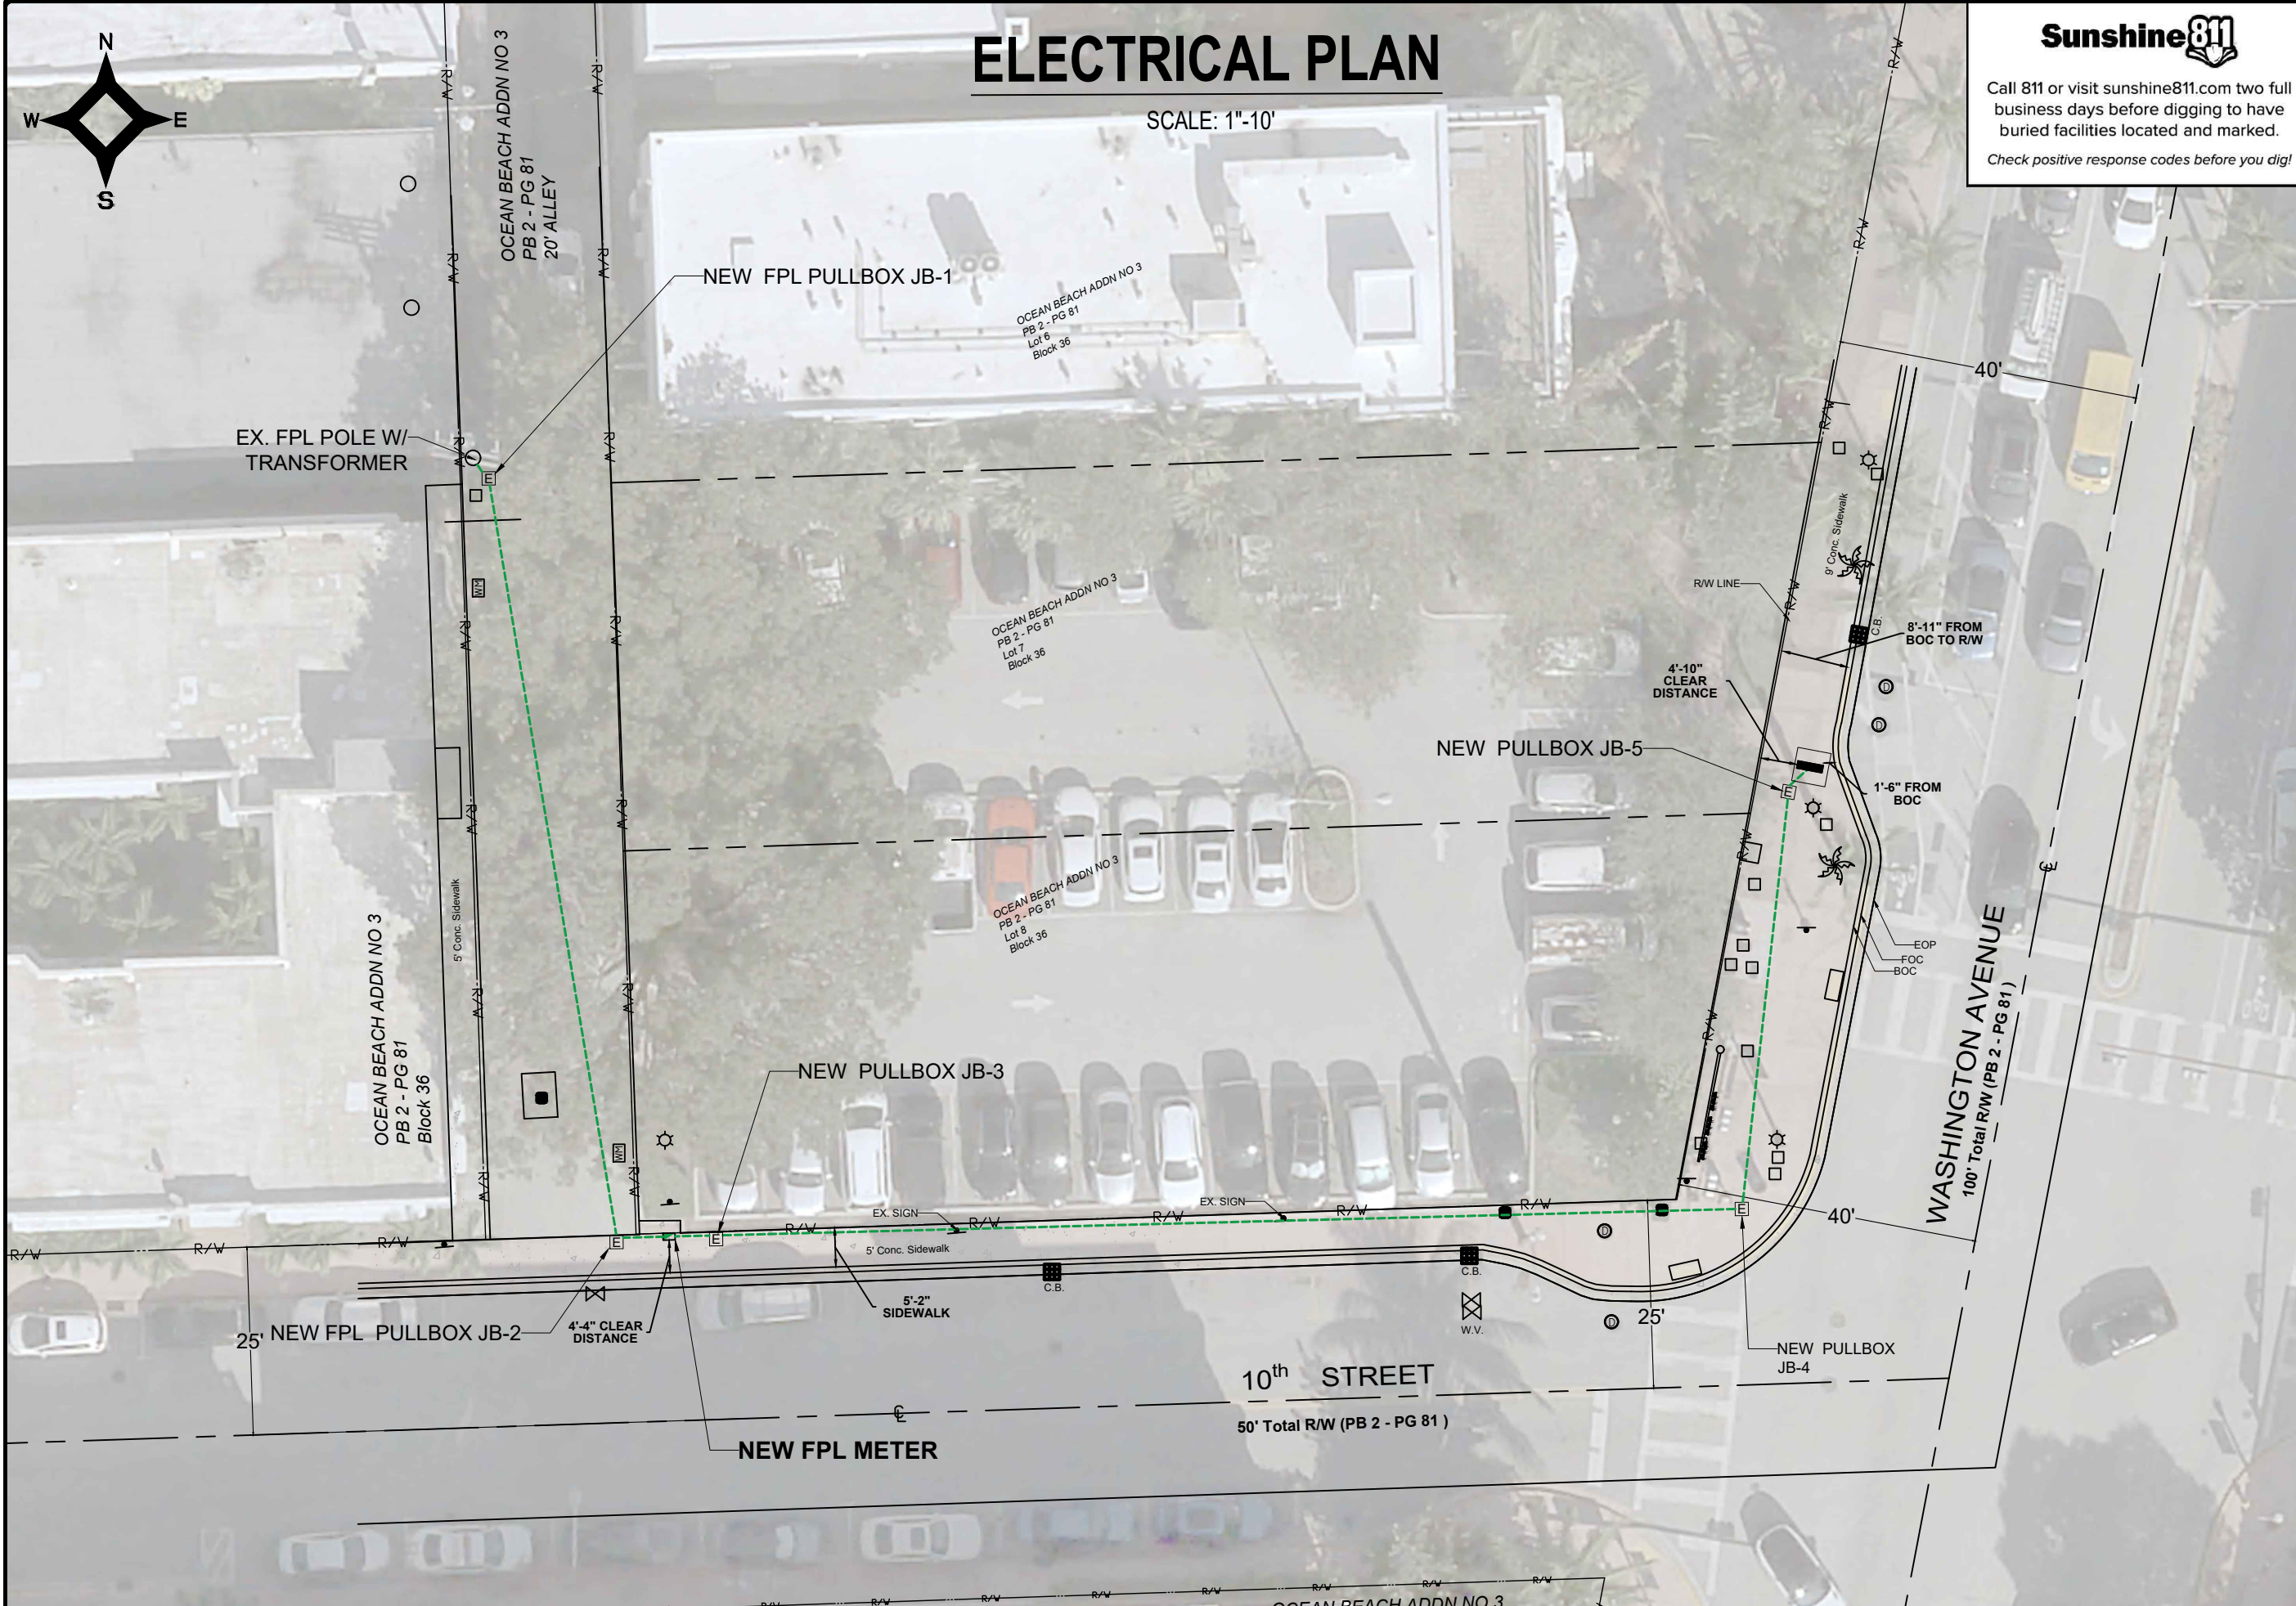 ELECTRICAL PLAN
SCALE: 1"-10'
Sunshine811
Call 811 or visit sunshine811.com two full
business days before digging to have
buried facilities located and marked.
Check positive response codes before you dig!
N
W
E
S
OCEAN BEACH ADDN NO 3
PB 2 - PG 81
20' ALLEY
R/W
R/W
R/W
R/W
R/W
NEW FPL PULLBOX JB-1
OCEAN BEACH ADDN NO 3
PB 2 - PG 81
Lot 6
Block 36
40'
EX. FPL POLE W/
TRANSFORMER
R/W
R/W
R/W
E
WM
9' Conc. Sidewalk
R/W LINE
R/W
R/W
R/W
OCEAN BEACH ADDN NO 3
PB 2 - PG 81
Lot 7
Block 36
C.B.
8'-11" FROM
BOC TO R/W
4'-10"
CLEAR
DISTANCE
D
D
NEW PULLBOX JB-5
E
1'-6" FROM
BOC
R/W
R/W
R/W
OCEAN BEACH ADDN NO 3
PB 2 - PG 81
Lot 8
Block 36
5' Conc. Sidewalk
EOP
FOC
BOC
WASHINGTON AVENUE
100' Total R/W (PB 2 - PG 81 )
R/W
R/W
R/W
OCEAN BEACH ADDN NO 3
PB 2 - PG 81
Block 36
NEW PULLBOX JB-3
WM
R/W
R/W
EX. SIGN
EX. SIGN
R/W
R/W
R/W
R/W
R/W
R/W
R/W
R/W
E
E
E
40'
D
5' Conc. Sidewalk
C.B.
C.B.
5'-2"
SIDEWALK
4'-4" CLEAR
DISTANCE
25'
NEW FPL PULLBOX JB-2
W.V.
D
25'
NEW PULLBOX
JB-4
10th STREET
50' Total R/W (PB 2 - PG 81 )
NEW FPL METER
R/W
R/W
R/W
R/W
R/W
R/W
R/W
R/W
OCEAN BEACH ADDN NO 3